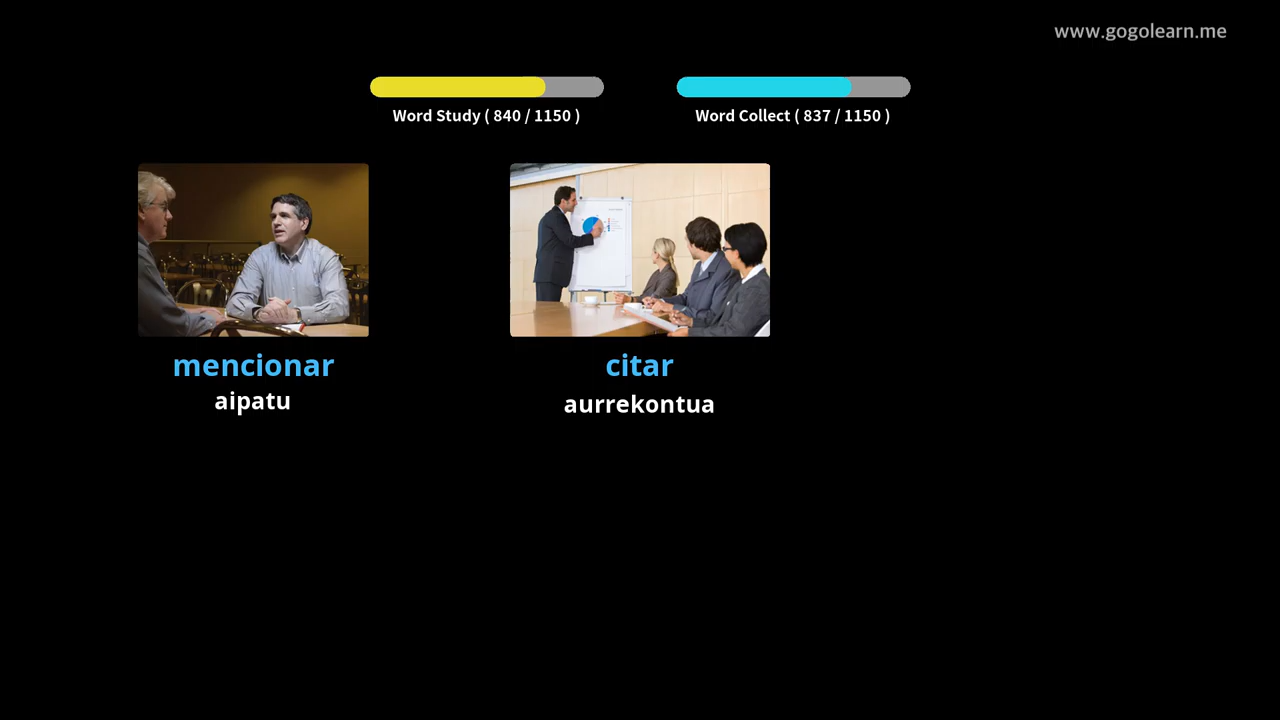 www.gogolearn.me
Word Study ( 840 / 1150 )
Word Collect ( 837 / 1150 )
mencionar
aipatu
citar
aurrekontua